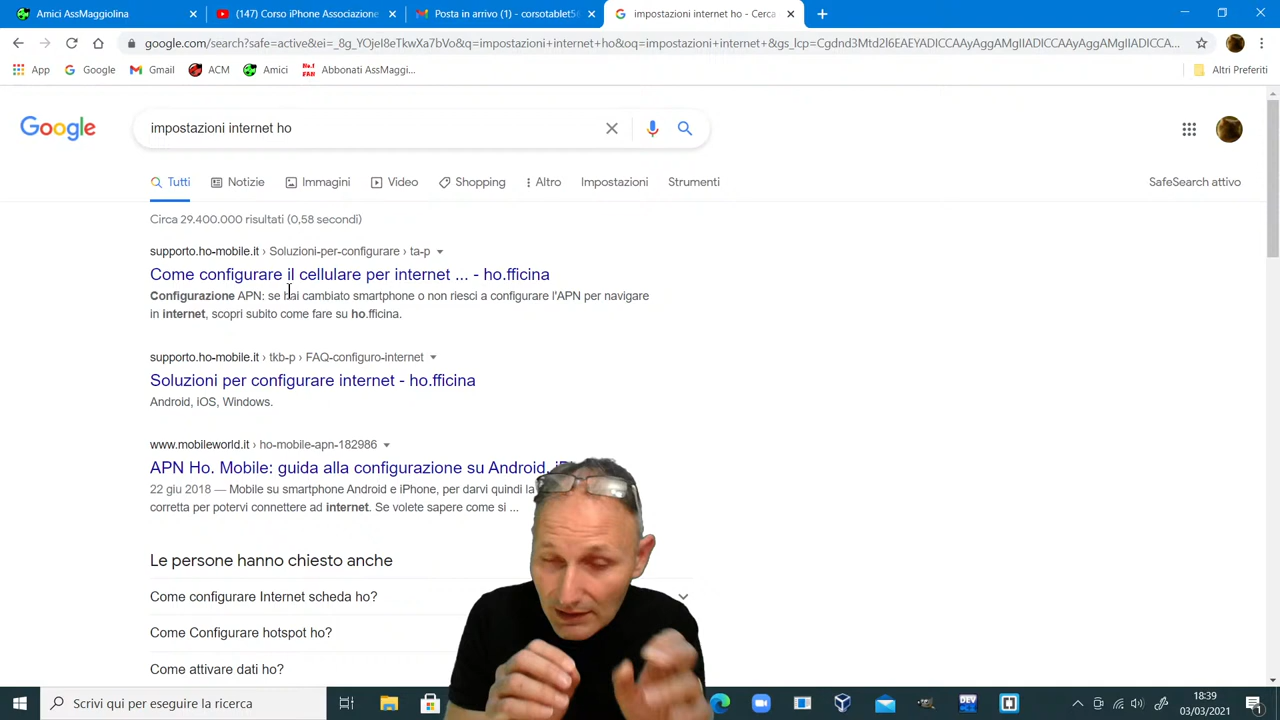 Amici AssMaggiolina
(147) Corso iPhone Associazione
Posta in arrivo (1) - corsotablet5
impostazioni internet ho - Cerca
google.com/search?safe=active&ei=_8g_YOjeI8eTkwXa7bVo&q=impostazioni+internet+ho&oq=impostazioni+internet+&gs_lcp=Cgdnd3Mtd2l6EAEYADICCAAyAggAMgIIADICCAAyAggAMgIIADICCA...
App
Google
Gmail
ACM
Amici
No.1 FAN
Abbonati AssMaggi...
Altri Preferiti
Google
impostazioni internet ho
Tutti
Notizie
Immagini
Video
Shopping
Altro
Impostazioni
Strumenti
SafeSearch attivo
Circa 29.400.000 risultati (0,58 secondi)
supporto.ho-mobile.it › Soluzioni-per-configurare › ta-p
Come configurare il cellulare per internet ... - ho.fficina
Configurazione APN: se hai cambiato smartphone o non riesci a configurare l'APN per navigare
in internet, scopri subito come fare su ho.fficina.
supporto.ho-mobile.it › tkb-p › FAQ-configuro-internet
Soluzioni per configurare internet - ho.fficina
Android, iOS, Windows.
www.mobileworld.it › ho-mobile-apn-182986
APN Ho. Mobile: guida alla configurazione su Android,
22 giu 2018 — Mobile su smartphone Android e iPhone, per darvi quindi la
corretta per potervi connettere ad internet. Se volete sapere come si ...
Le persone hanno chiesto anche
Come configurare Internet scheda ho?
Come Configurare hotspot ho?
Come attivare dati ho?
Scrivi qui per eseguire la ricerca
DEV
18:39
03/03/2021
1